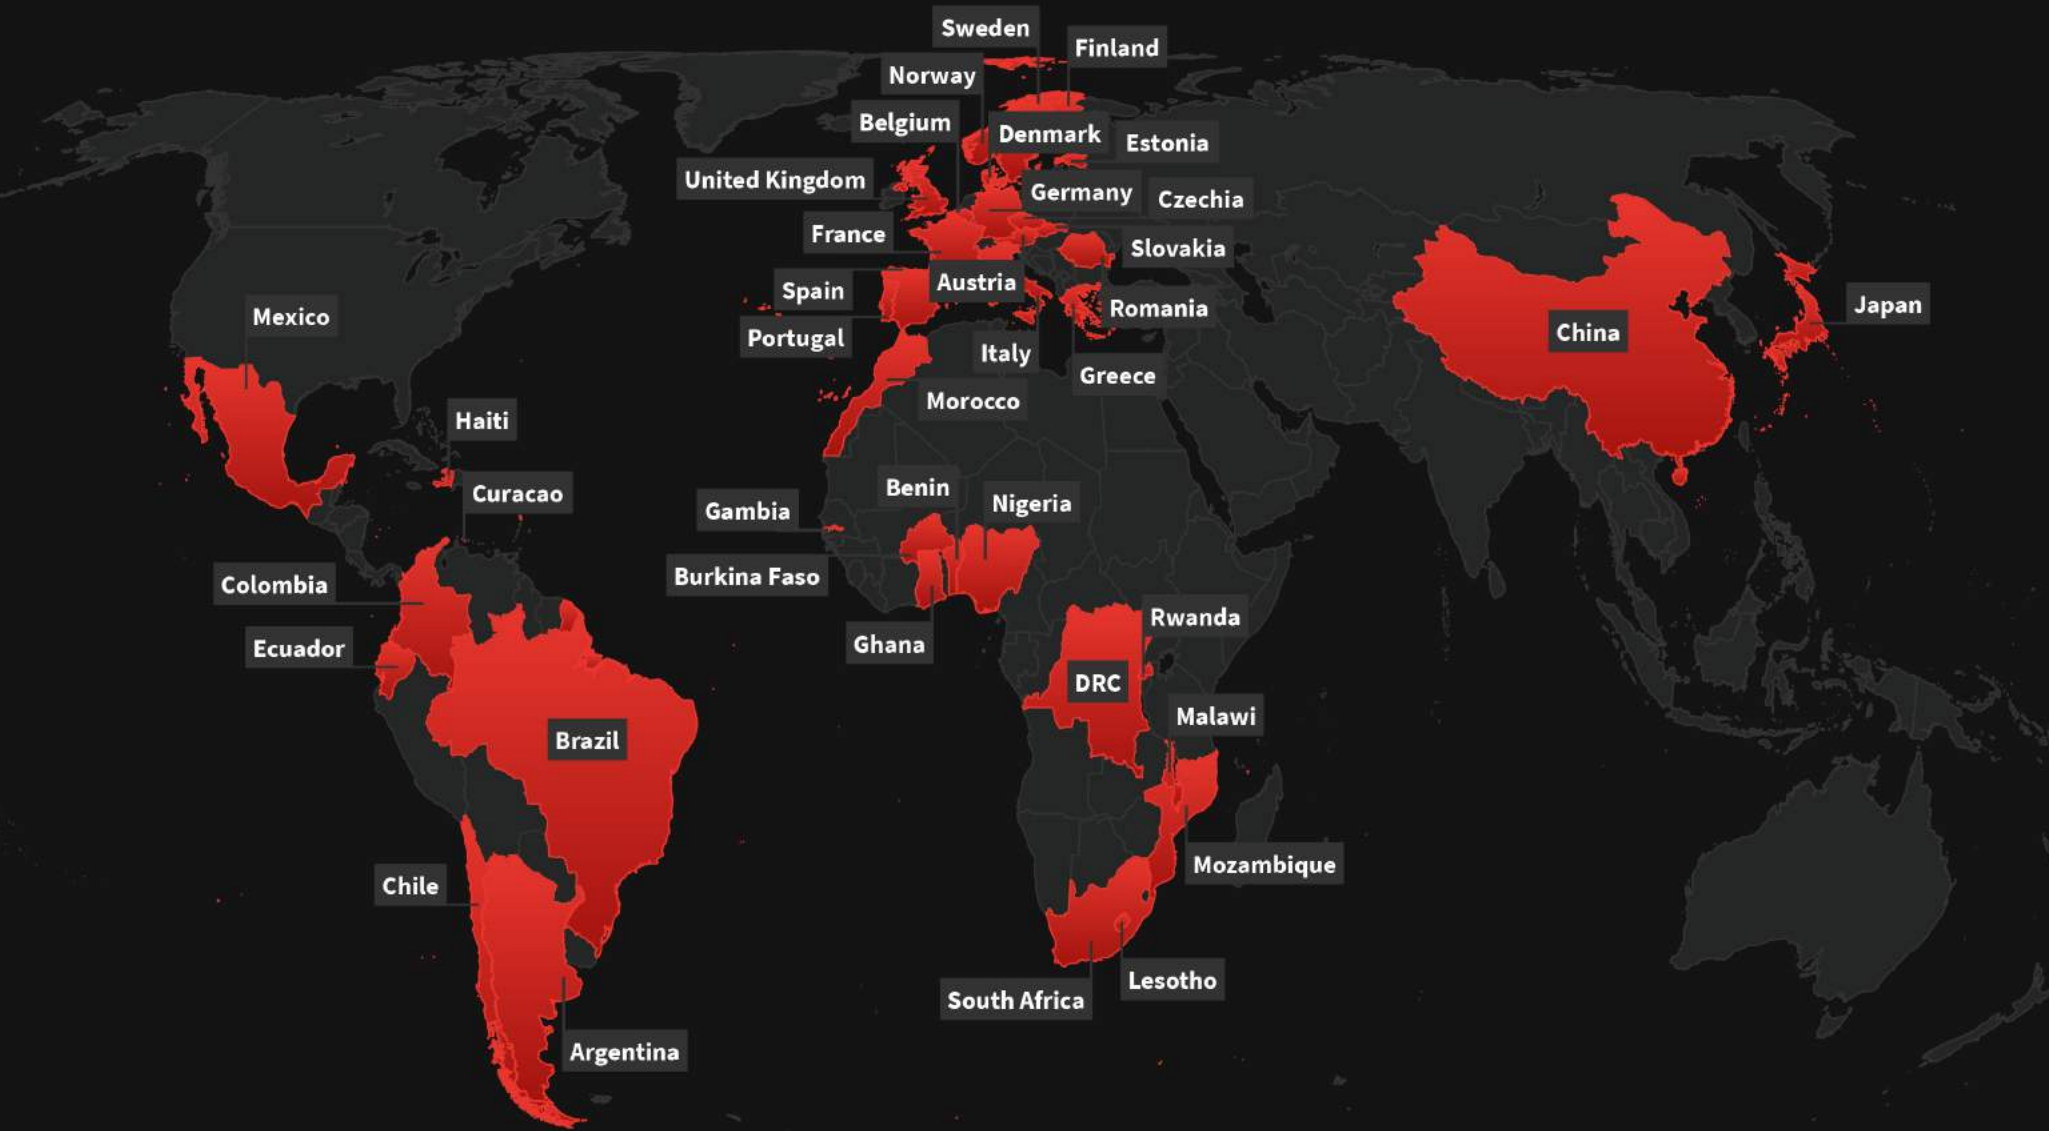 Sweden
Finland
Norway
Belgium
Denmark
Estonia
United Kingdom
Germany
Czechia
France
Slovakia
Spain
Austria
Romania
Portugal
Italy
Greece
Morocco
Mexico
China
Japan
Haiti
Curacao
Benin
Nigeria
Gambia
Burkina Faso
Colombia
Ecuador
Ghana
Rwanda
DRC
Malawi
Brazil
Mozambique
Chile
South Africa
Lesotho
Argentina